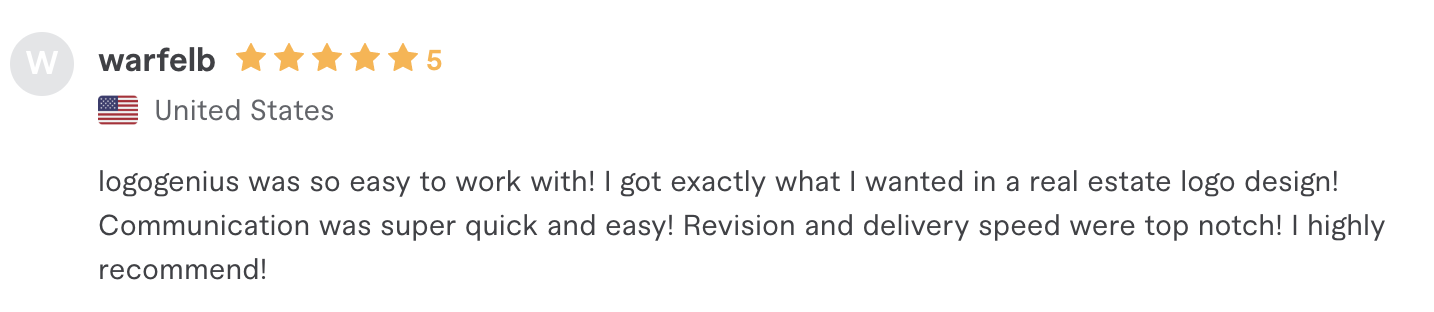 W
warfelb 5
United States
logogenius was so easy to work with! I got exactly what I wanted in a real estate logo design!
Communication was super quick and easy! Revision and delivery speed were top notch! I highly
recommend!